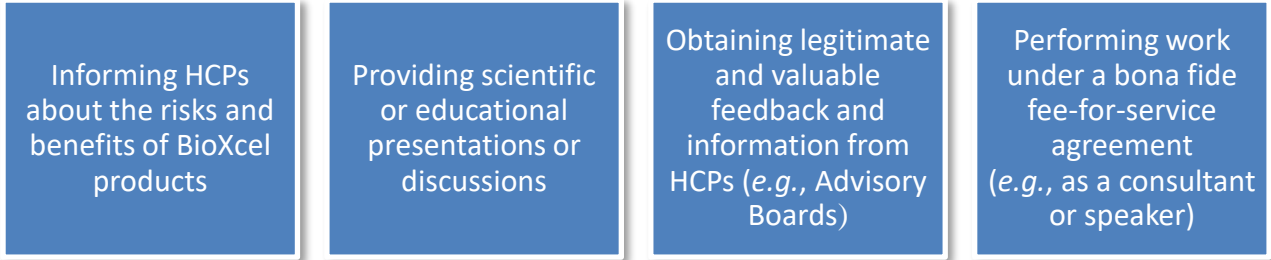 Informing HCPs
about the risks and
benefits of BioXcel
products
Providing scientific
or educational
presentations or
discussions
Obtaining legitimate
and valuable
feedback and
information from
HCPs (e.g., Advisory
Boards)
Performing work
under a bona fide
fee-for-service
agreement
(e.g., as a consultant
or speaker)